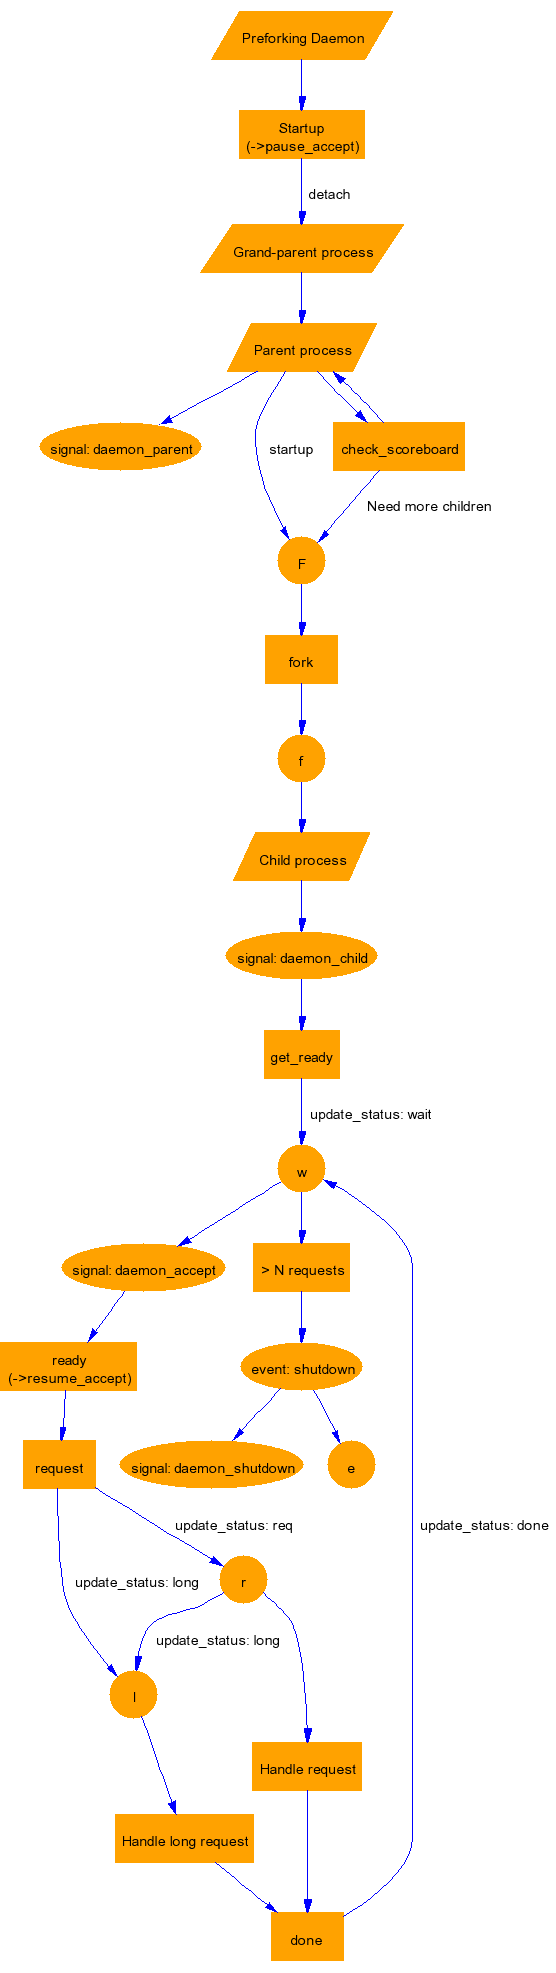 Preforking Daemon
Startup
(->pause_accept)
detach
Grand-parent process
Parent process
signal: daemon_parent
startup
check_scoreboard
Need more children
F
fork
f
Child process
signal: daemon_child
get_ready
update_status: wait
w
signal: daemon_accept
> N requests
ready
(->resume_accept)
event: shutdown
request
signal: daemon_shutdown
e
update_status: req
update_status: done
update_status: long
r
update_status: long
l
Handle request
Handle long request
done